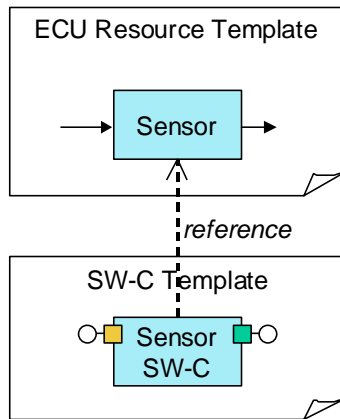 ECU Resource Template
Sensor
reference
SW-C Template
Sensor
SW-C